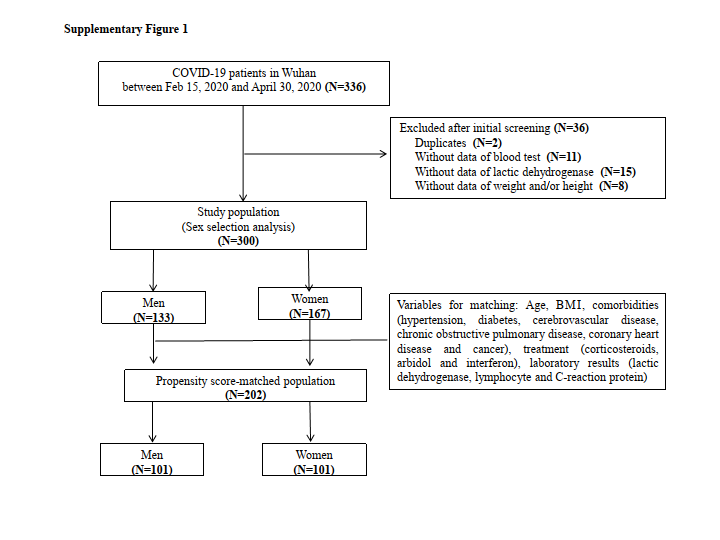 Supplementary Figure 1
COVID-19 patients in Wuhan
between Feb 15, 2020 and April 30, 2020 (N=336)
Excluded after initial screening (N=36)
Duplicates (N=2)
Without data of blood test (N=11)
Without data of lactic dehydrogenase (N=15)
Without data of weight and/or height (N=8)
Study population
(Sex selection analysis)
(N=300)
Men
(N=133)
Women
(N=167)
Variables for matching: Age, BMI, comorbidities
(hypertension, diabetes, cerebrovascular disease,
chronic obstructive pulmonary disease, coronary heart
disease and cancer), treatment (corticosteroids,
arbidol and interferon), laboratory results (lactic
dehydrogenase, lymphocyte and C-reaction protein)
Propensity score-matched population
(N=202)
Men
(N=101)
Women
(N=101)